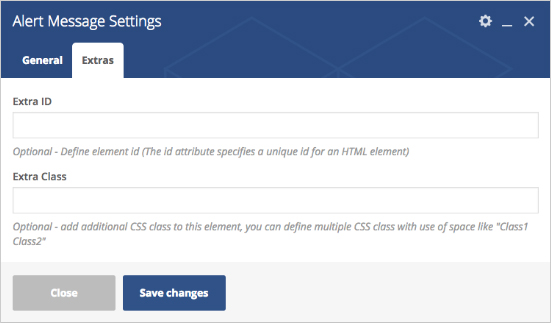 Alert Message Settings
General Extras
Extra ID
Optional - Define element id (The id attribute specifies a unique id for an HTML element)
Extra Class
Optional - add additional CSS class to this element, you can define multiple CSS class with use of space like "Class1
Class2"
Close Save changes